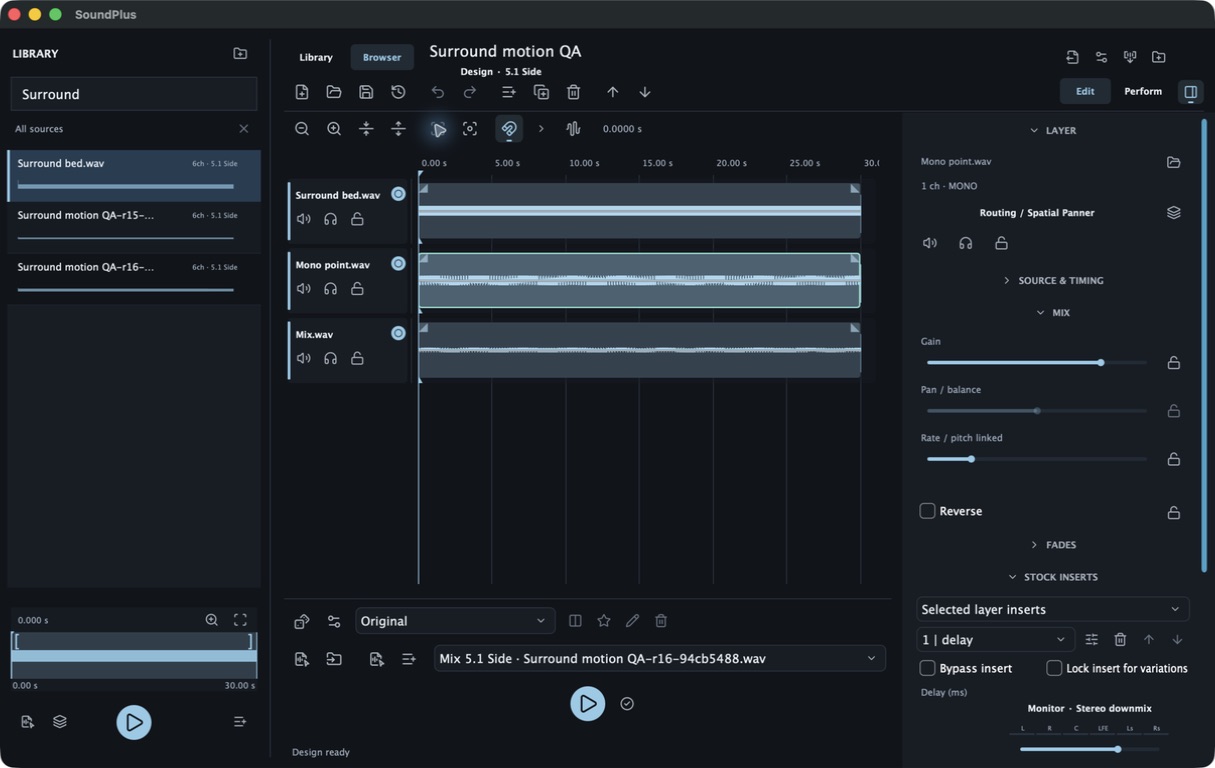 SoundPlus
LIBRARY
Surround
All sources
Surround bed.wav
6ch · 5.1 Side
Surround motion QA-r15-...
6ch · 5.1 Side
Surround motion QA-r16-...
6ch · 5.1 Side
0.000 s
0.00 s
30.00 s
Library
Browser
Surround motion QA
Design · 5.1 Side
Edit
Perform
0.0000 s
0.00 s
5.00 s
10.00 s
15.00 s
20.00 s
25.00 s
Surround bed.wav
Mono point.wav
Mix.wav
Original
Mix 5.1 Side · Surround motion QA-r16-94cb5488.wav
Design ready
LAYER
Mono point.wav
1 ch · MONO
Routing / Spatial Panner
SOURCE & TIMING
MIX
Gain
Pan / balance
Rate / pitch linked
Reverse
FADES
STOCK INSERTS
Selected layer inserts
1 | delay
Bypass insert
Lock insert for variations
Delay (ms)
Monitor · Stereo downmix
L R C LFE Ls Rs